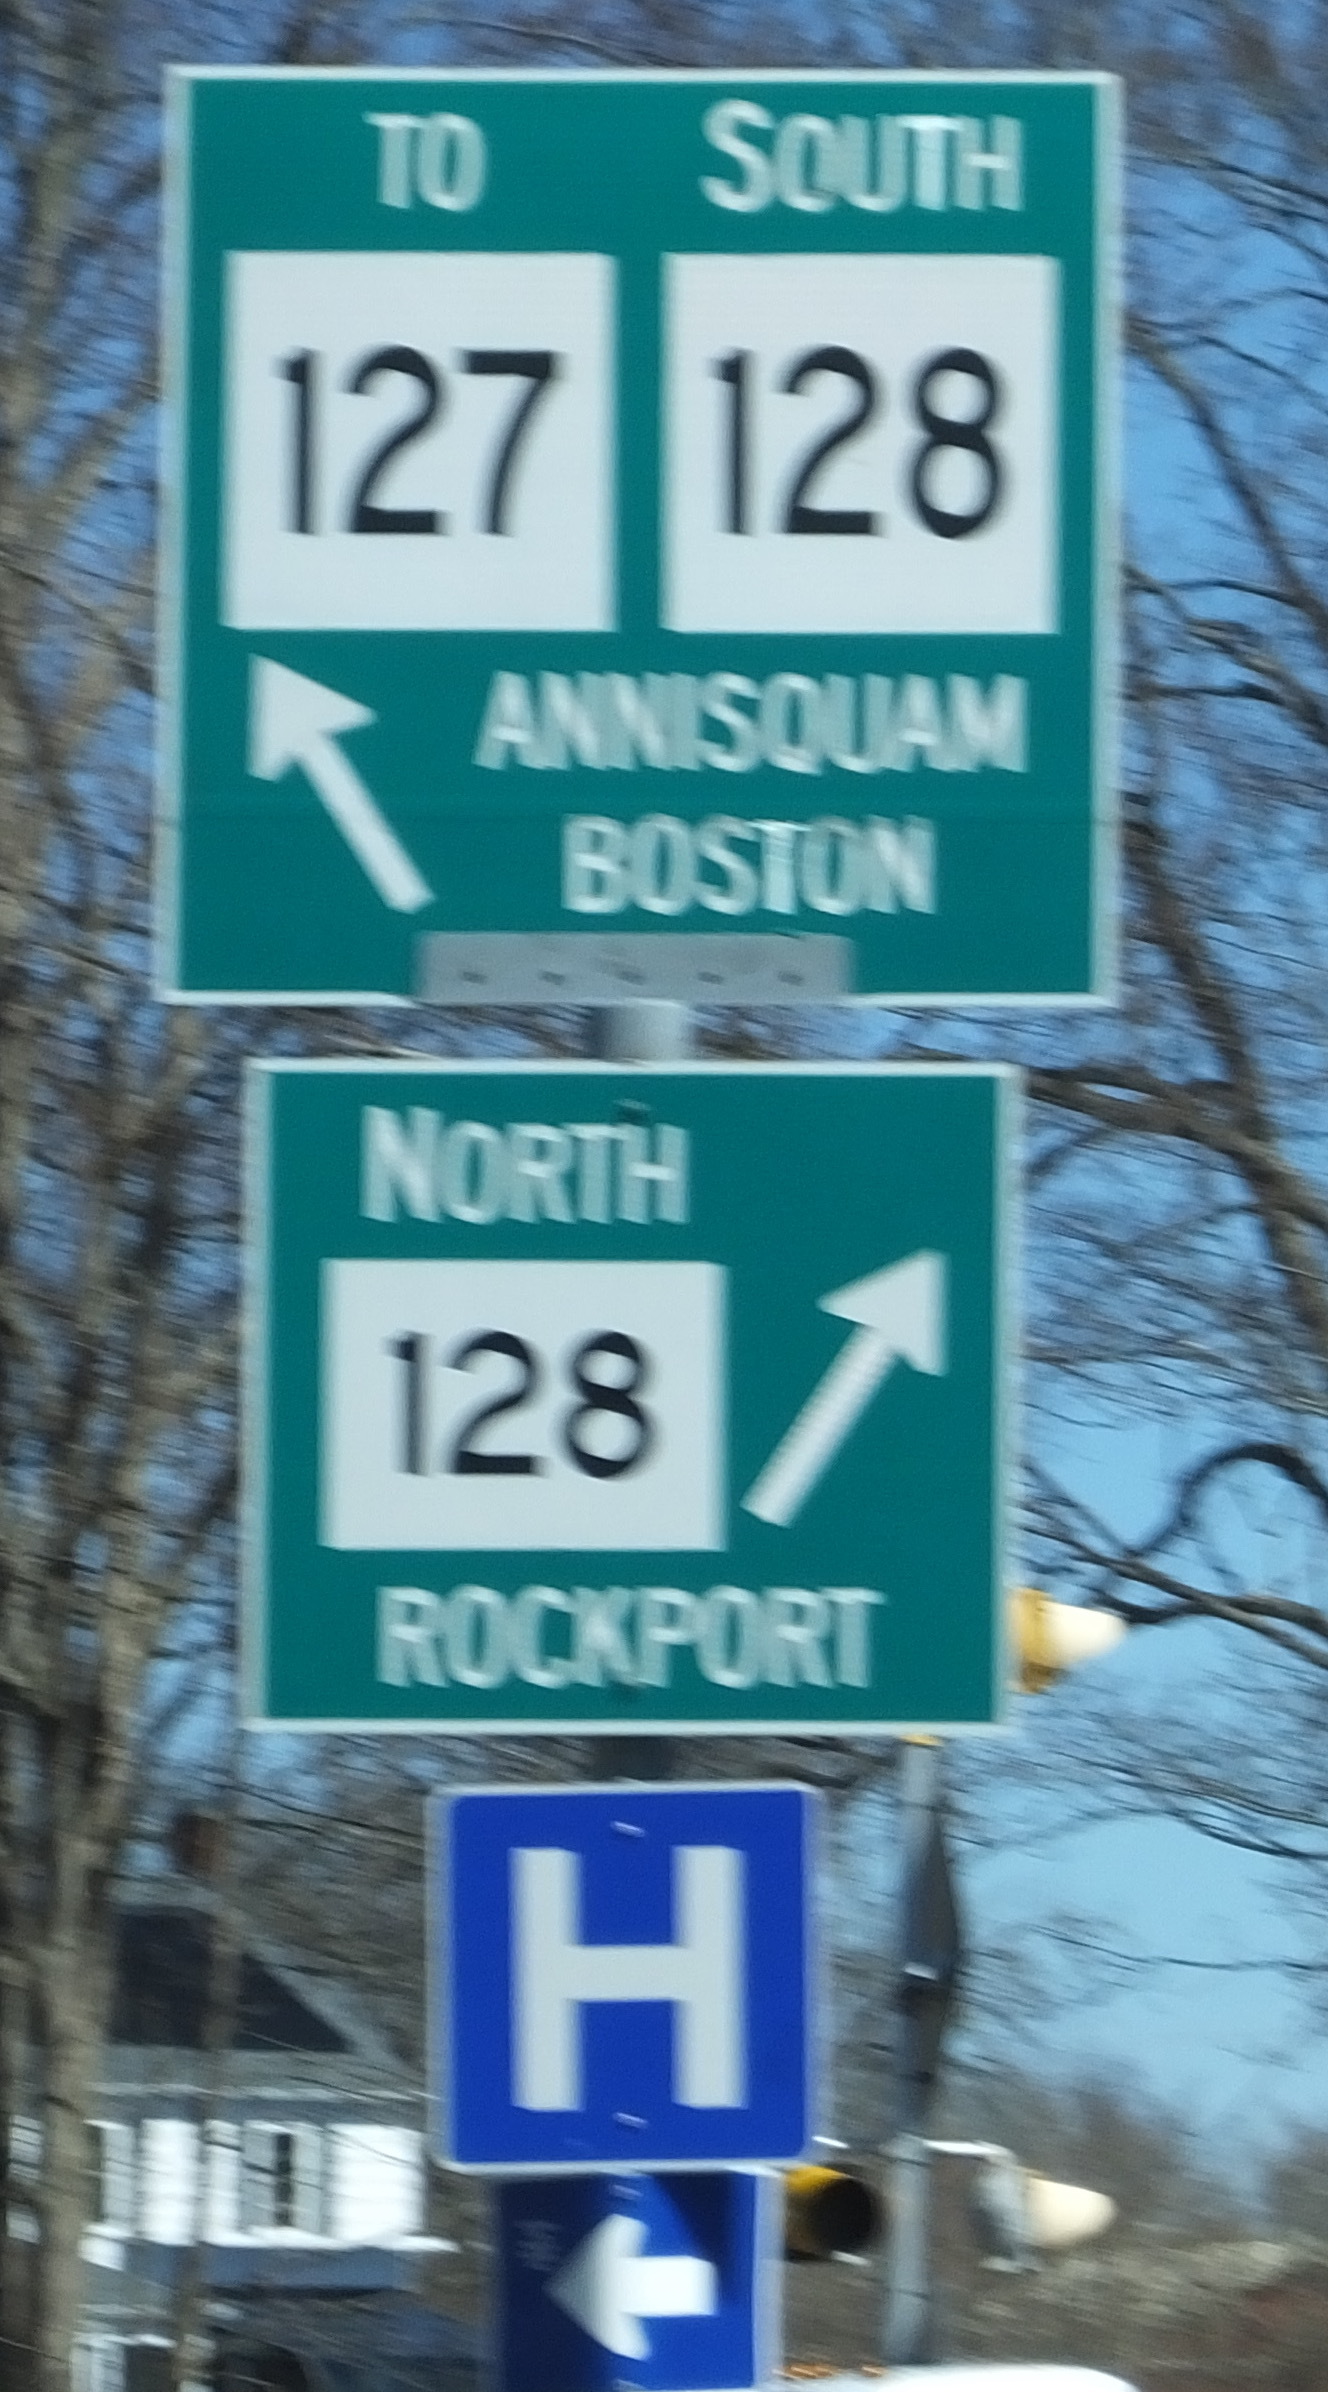 TO SOUTH
127 128
ANNISQUAM
BOSTON
NORTH
128
ROCKPORT
H